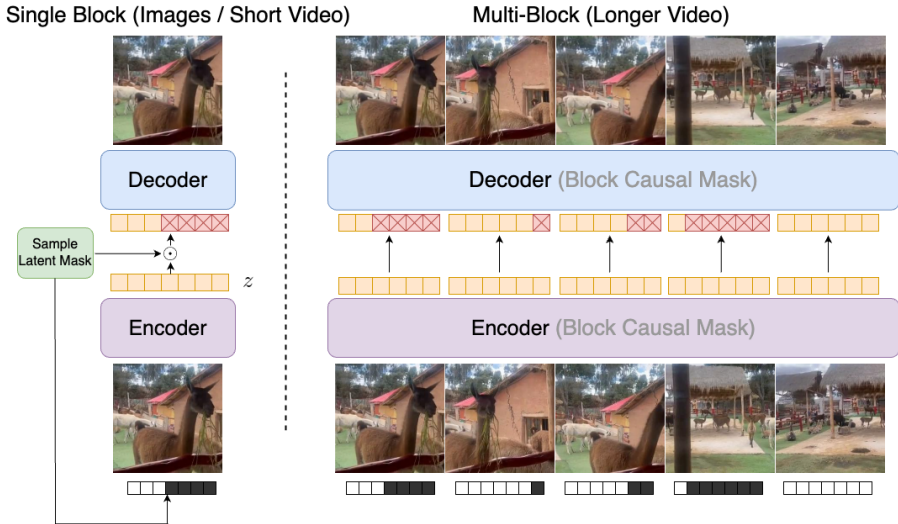 Single Block (Images / Short Video)
Multi-Block (Longer Video)
Decoder
Decoder (Block Causal Mask)
Sample
Latent Mask
z
Encoder
Encoder (Block Causal Mask)